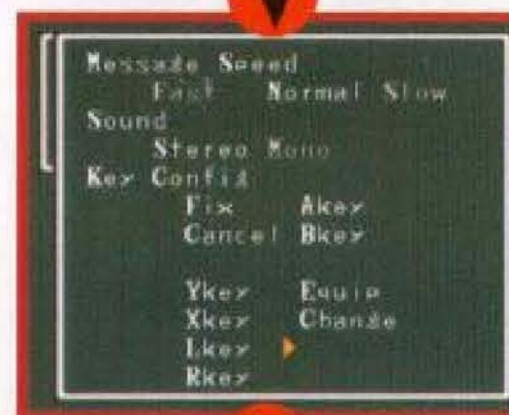 Message Speed
Fast Normal Slow
Sound
Stereo Mono
Key Config
Fix Akey
Cancel Bkey
Ykey Equip
Xkey Change
Lkey
Rkey